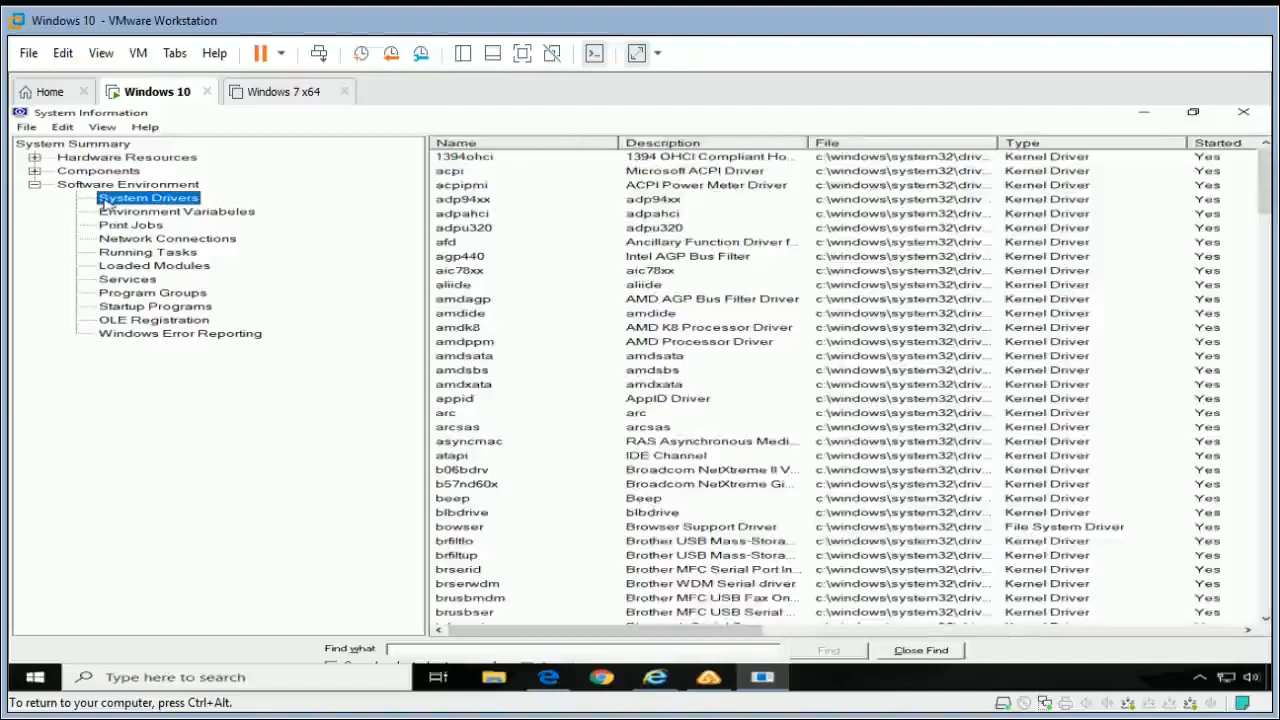 Windows 10 - VMware Workstation
File Edit View VM Tabs Help
Home Windows 10 Windows 7 x64
System Information
File Edit View Help
System Summary
Hardware Resources
Components
Software Environment
System Drivers
Environment Variabeles
Print Jobs
Network Connections
Running Tasks
Loaded Modules
Services
Program Groups
Startup Programs
OLE Registration
Windows Error Reporting
Name Description File Type Started
1394ohci 1394 OHCI Compliant Ho... c:\windows\system32\driv... Kernel Driver Yes
acpi Microsoft ACPI Driver c:\windows\system32\driv... Kernel Driver Yes
acpipmi ACPI Power Meter Driver c:\windows\system32\driv... Kernel Driver Yes
adp94xx adp94xx c:\windows\system32\driv... Kernel Driver Yes
adpahci adpahci c:\windows\system32\driv... Kernel Driver Yes
adpu320 adpu320 c:\windows\system32\driv... Kernel Driver Yes
afd Ancillary Function Driver f... c:\windows\system32\driv... Kernel Driver Yes
agp440 Intel AGP Bus Filter c:\windows\system32\driv... Kernel Driver Yes
aic78xx aic78xx c:\windows\system32\driv... Kernel Driver Yes
aliide aliide c:\windows\system32\driv... Kernel Driver Yes
amdagp AMD AGP Bus Filter Driver c:\windows\system32\driv... Kernel Driver Yes
amdide amdide c:\windows\system32\driv... Kernel Driver Yes
amdk8 AMD K8 Processor Driver c:\windows\system32\driv... Kernel Driver Yes
amdppm AMD Processor Driver c:\windows\system32\driv... Kernel Driver Yes
amdsata amdsata c:\windows\system32\driv... Kernel Driver Yes
amdsbs amdsbs c:\windows\system32\driv... Kernel Driver Yes
amdxata amdxata c:\windows\system32\driv... Kernel Driver Yes
appid AppID Driver c:\windows\system32\driv... Kernel Driver Yes
arc arc c:\windows\system32\driv... Kernel Driver Yes
arcsas arcsas c:\windows\system32\driv... Kernel Driver Yes
asyncmac RAS Asynchronous Medi... c:\windows\system32\driv... Kernel Driver Yes
atapi IDE Channel c:\windows\system32\driv... Kernel Driver Yes
b06bdrv Broadcom NetXtreme II V... c:\windows\system32\driv... Kernel Driver Yes
b57nd60x Broadcom NetXtreme Gi... c:\windows\system32\driv... Kernel Driver Yes
beep Beep c:\windows\system32\driv... Kernel Driver Yes
blbdrive blbdrive c:\windows\system32\driv... Kernel Driver Yes
bowser Browser Support Driver c:\windows\system32\driv... File System Driver Yes
brfiltlo Brother USB Mass-Stora... c:\windows\system32\driv... Kernel Driver Yes
brfiltup Brother USB Mass-Stora... c:\windows\system32\driv... Kernel Driver Yes
brserid Brother MFC Serial Port In... c:\windows\system32\driv... Kernel Driver Yes
brserwdm Brother WDM Serial driver c:\windows\system32\driv... Kernel Driver Yes
brusbmdm Brother MFC USB Fax On... c:\windows\system32\driv... Kernel Driver Yes
brusbser Brother MFC USB Serial ... c:\windows\system32\driv... Kernel Driver Yes
Find what Find Close Find
Type here to search
To return to your computer, press Ctrl+Alt.